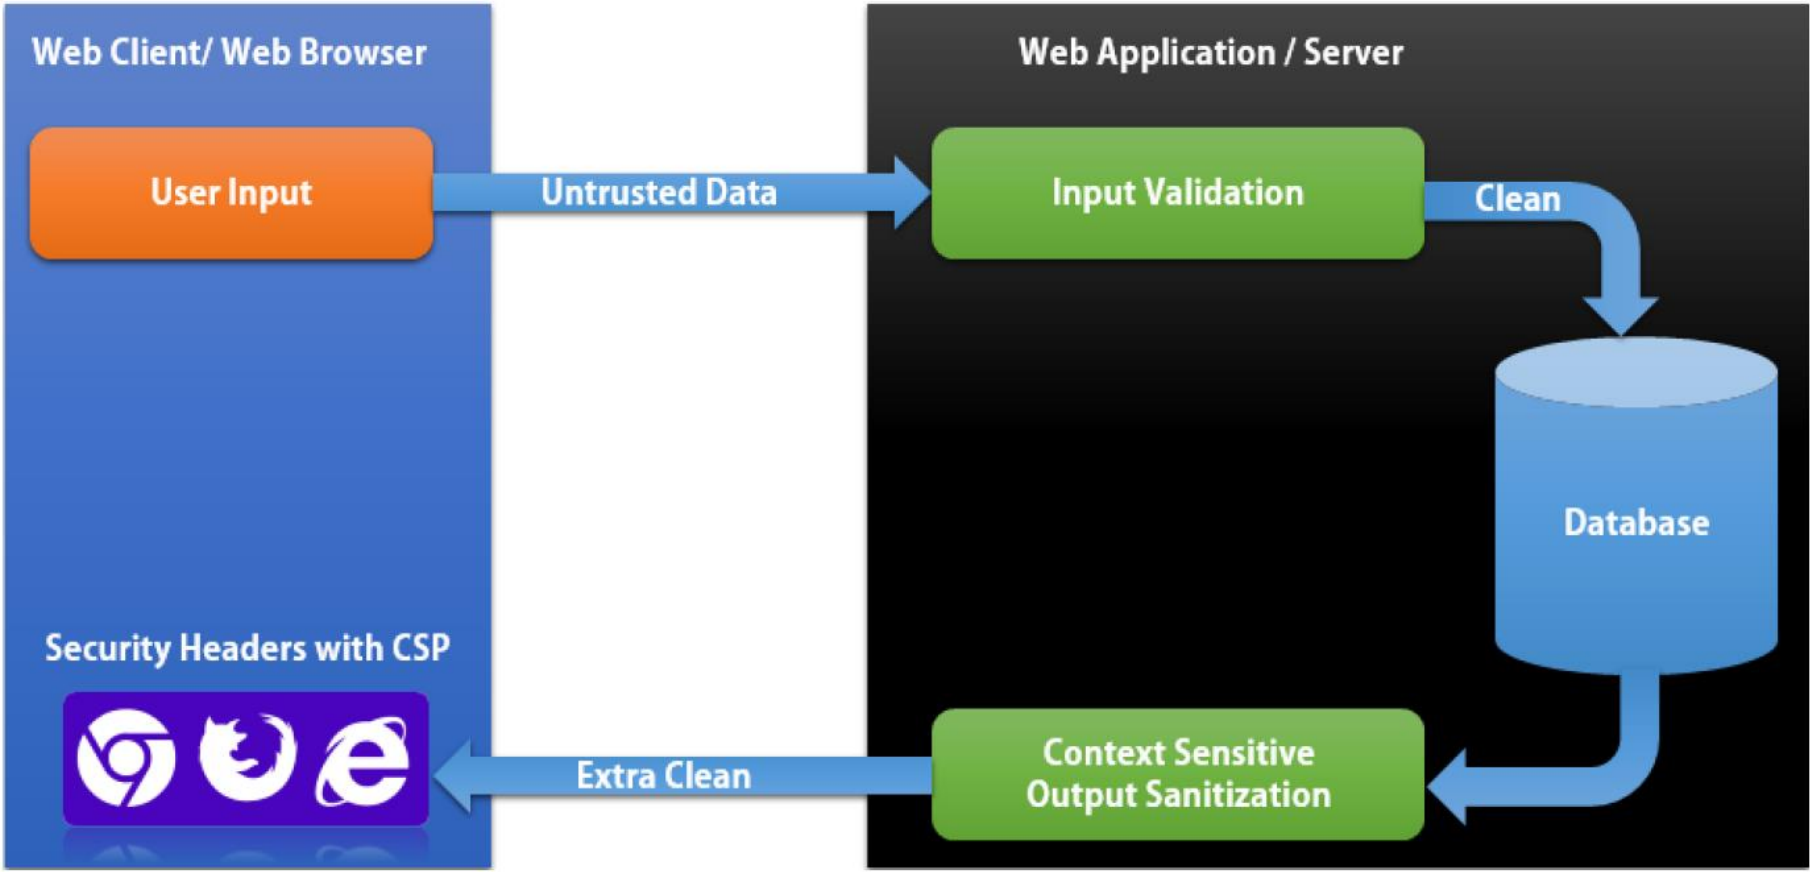 Web Client/ Web Browser
Web Application / Server
User Input
Untrusted Data
Input Validation
Clean
Database
Security Headers with CSP
Extra Clean
Context Sensitive
Output Sanitization